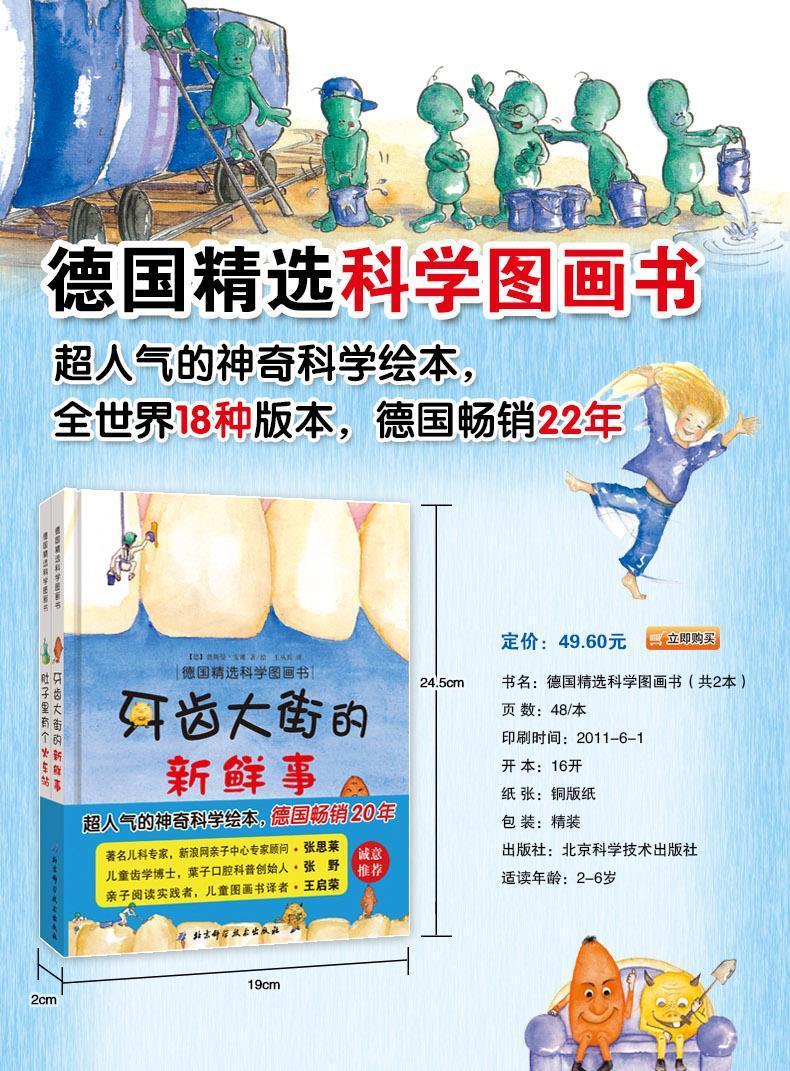 德国精选科学图画书
超人气的神奇科学绘本，
全世界18种版本，德国畅销22年
德国精选科学图画书
德国精选科学图画书
肚子里有个火车站
牙齿大街的新鲜事
德国精选科学图画书
牙齿大街的
新鲜事
超人气的神奇科学绘本，德国畅销20年
著名儿科专家，新浪网亲子中心专家顾问·张思莱
儿童齿学博士，葉子口腔科普创始人·张 野
亲子阅读实践者，儿童图画书译者·王启荣
诚意
推荐
北京科学技术出版社
24.5cm
19cm
2cm
定价：49.60元
立即购买
书名：德国精选科学图画书（共2本）
页 数：48/本
印刷时间：2011-6-1
开 本：16开
纸 张：铜版纸
包 装：精装
出版社：北京科学技术出版社
适读年龄：2-6岁